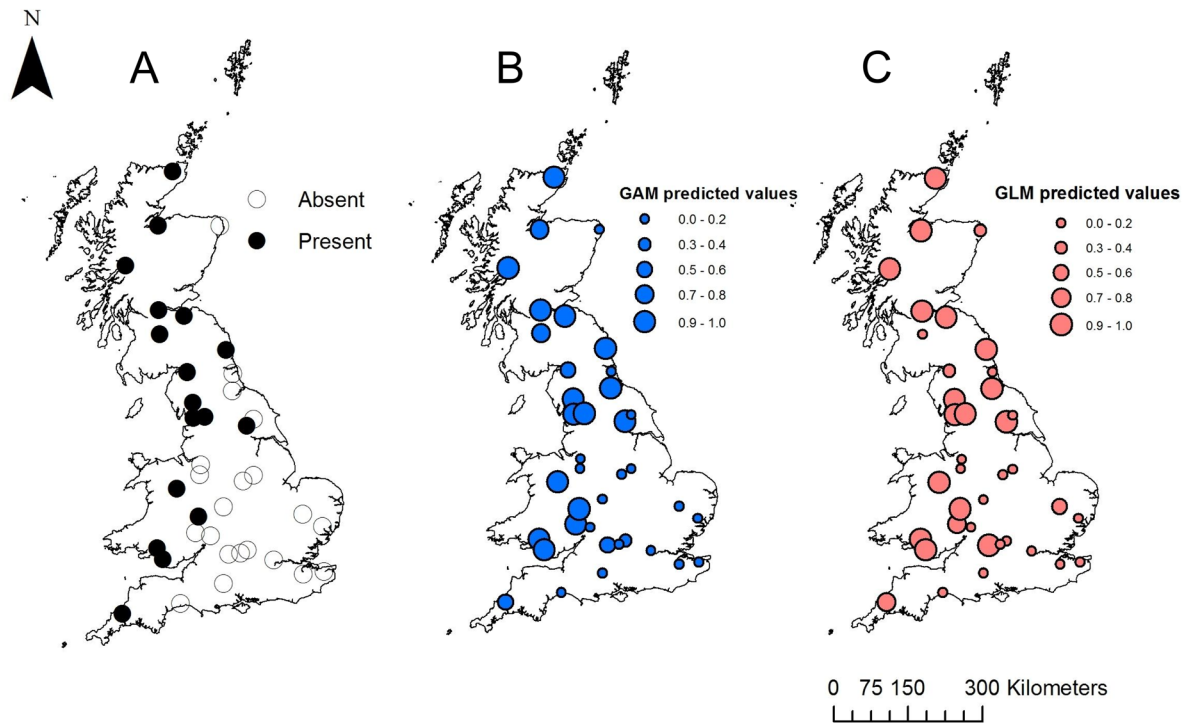 N
A
Absent
Present
B
GAM predicted values
0.0 - 0.2
0.3 - 0.4
0.5 - 0.6
0.7 - 0.8
0.9 - 1.0
C
GLM predicted values
0.0 - 0.2
0.3 - 0.4
0.5 - 0.6
0.7 - 0.8
0.9 - 1.0
0 75 150 300 Kilometers